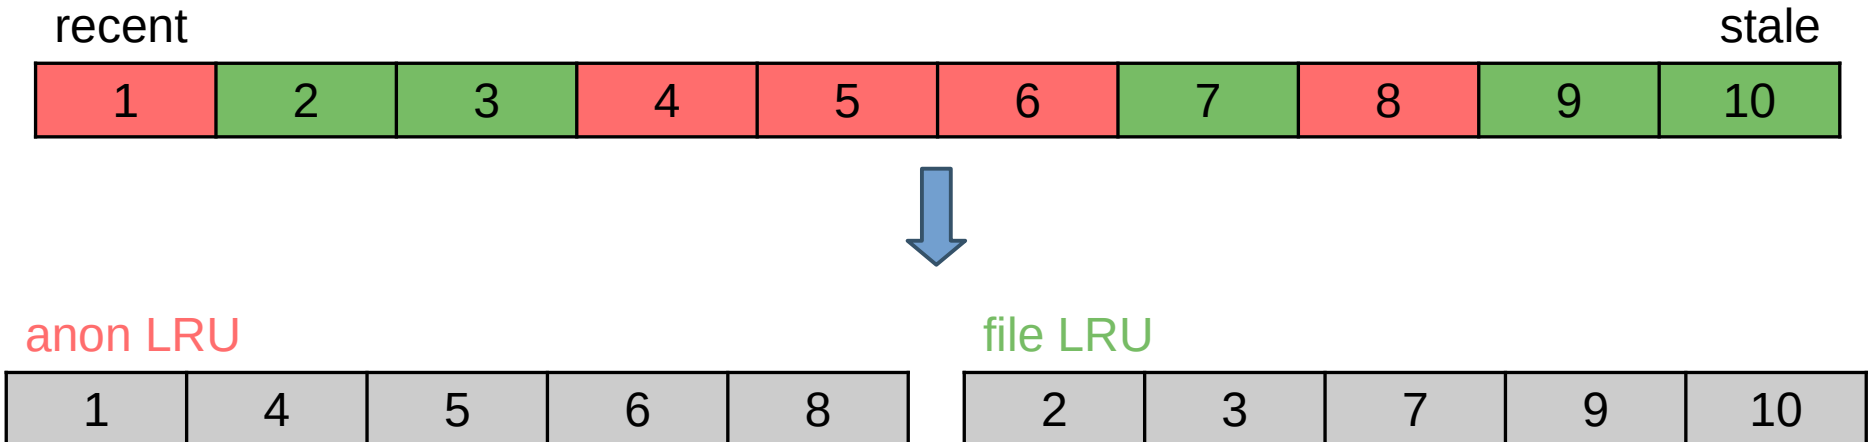 recent stale
1 2 3 4 5 6 7 8 9 10
anon LRU file LRU
1 4 5 6 8 2 3 7 9 10